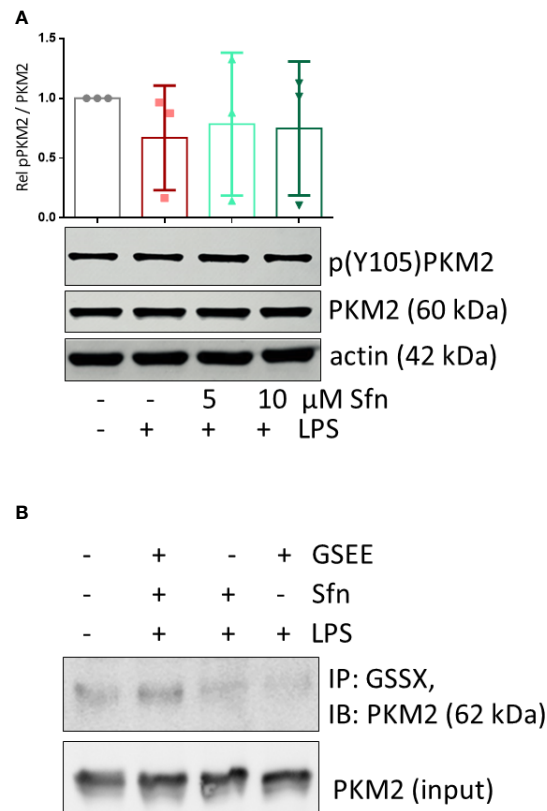 A
1.5
1.0
0.5
0.0
Rel pPKM2 / PKM2
- - - -
p(Y105)PKM2
PKM2 (60 kDa)
actin (42 kDa)
- - 5 10 μM Sfn
- + + + LPS
B
- + - + GSEE
- + + - Sfn
- + + + LPS
IP: GSSX,
IB: PKM2 (62 kDa)
PKM2 (input)